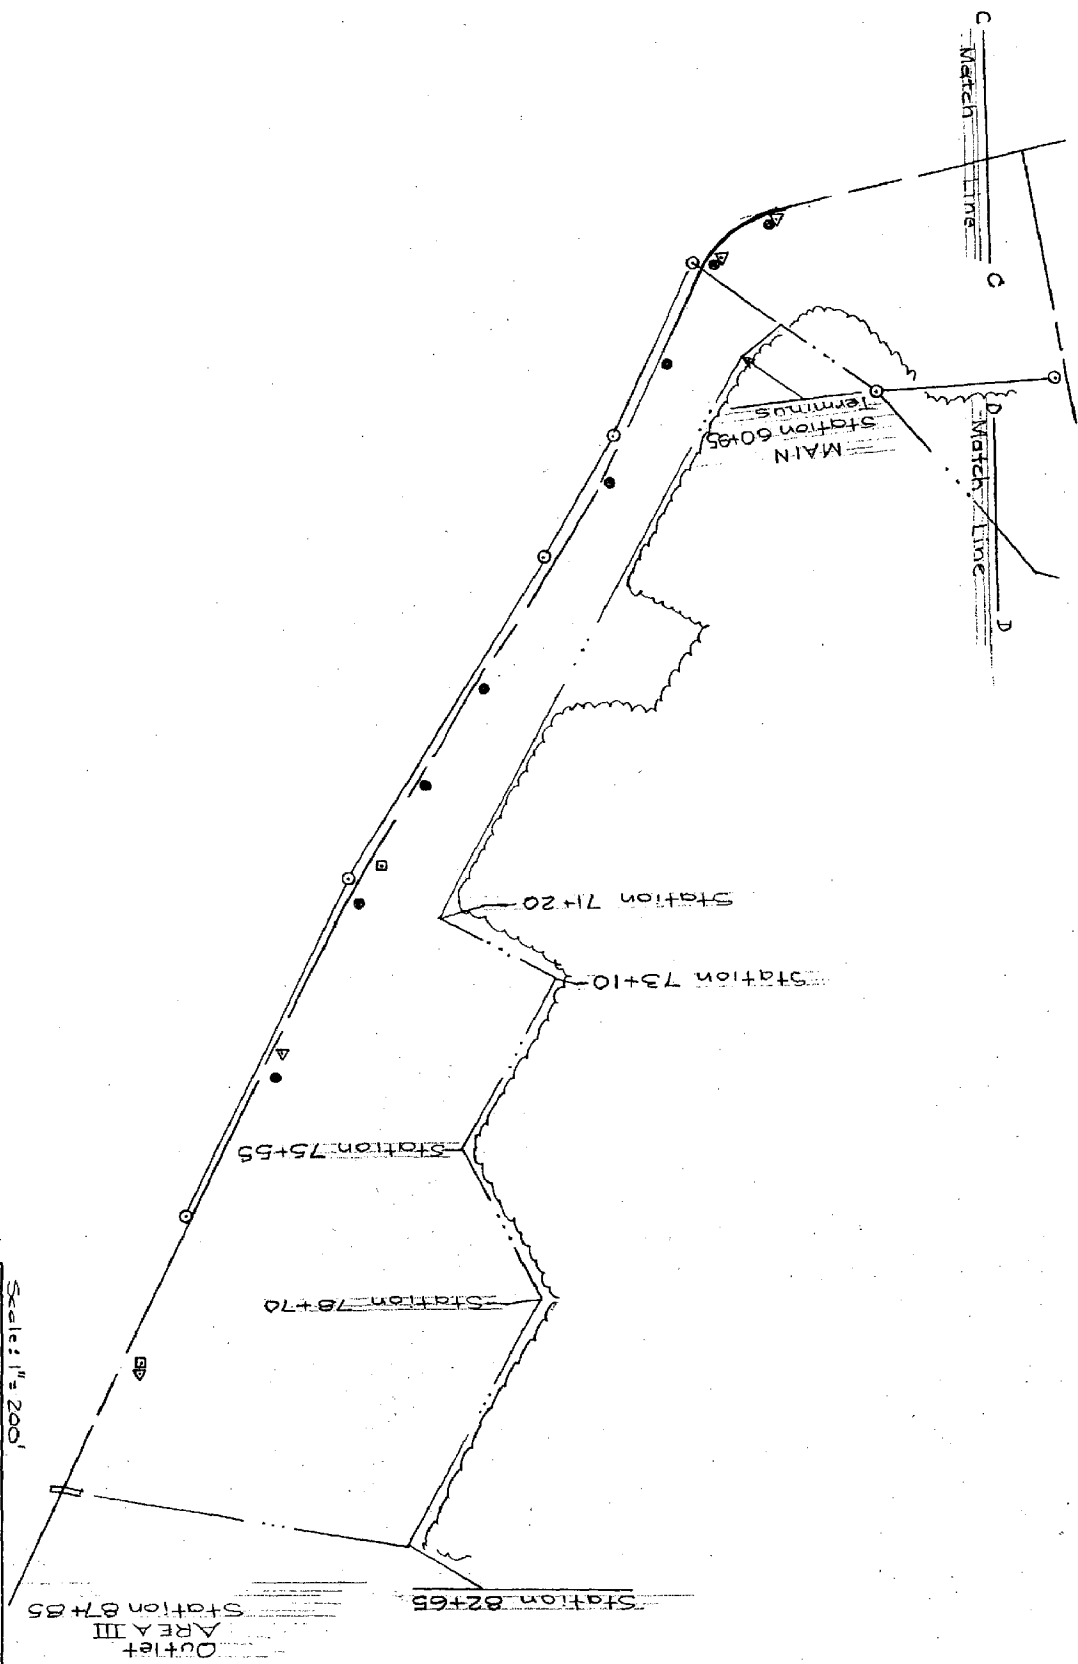 C
Match Line
C
D
Match Line
D
MAIN
Station 60+95
Terminus
Station 71+20
Station 73+10
Station 75+55
Station 78+70
Station 82+65
Outlet
AREA III
Station 87+85
Scale: 1"=200'